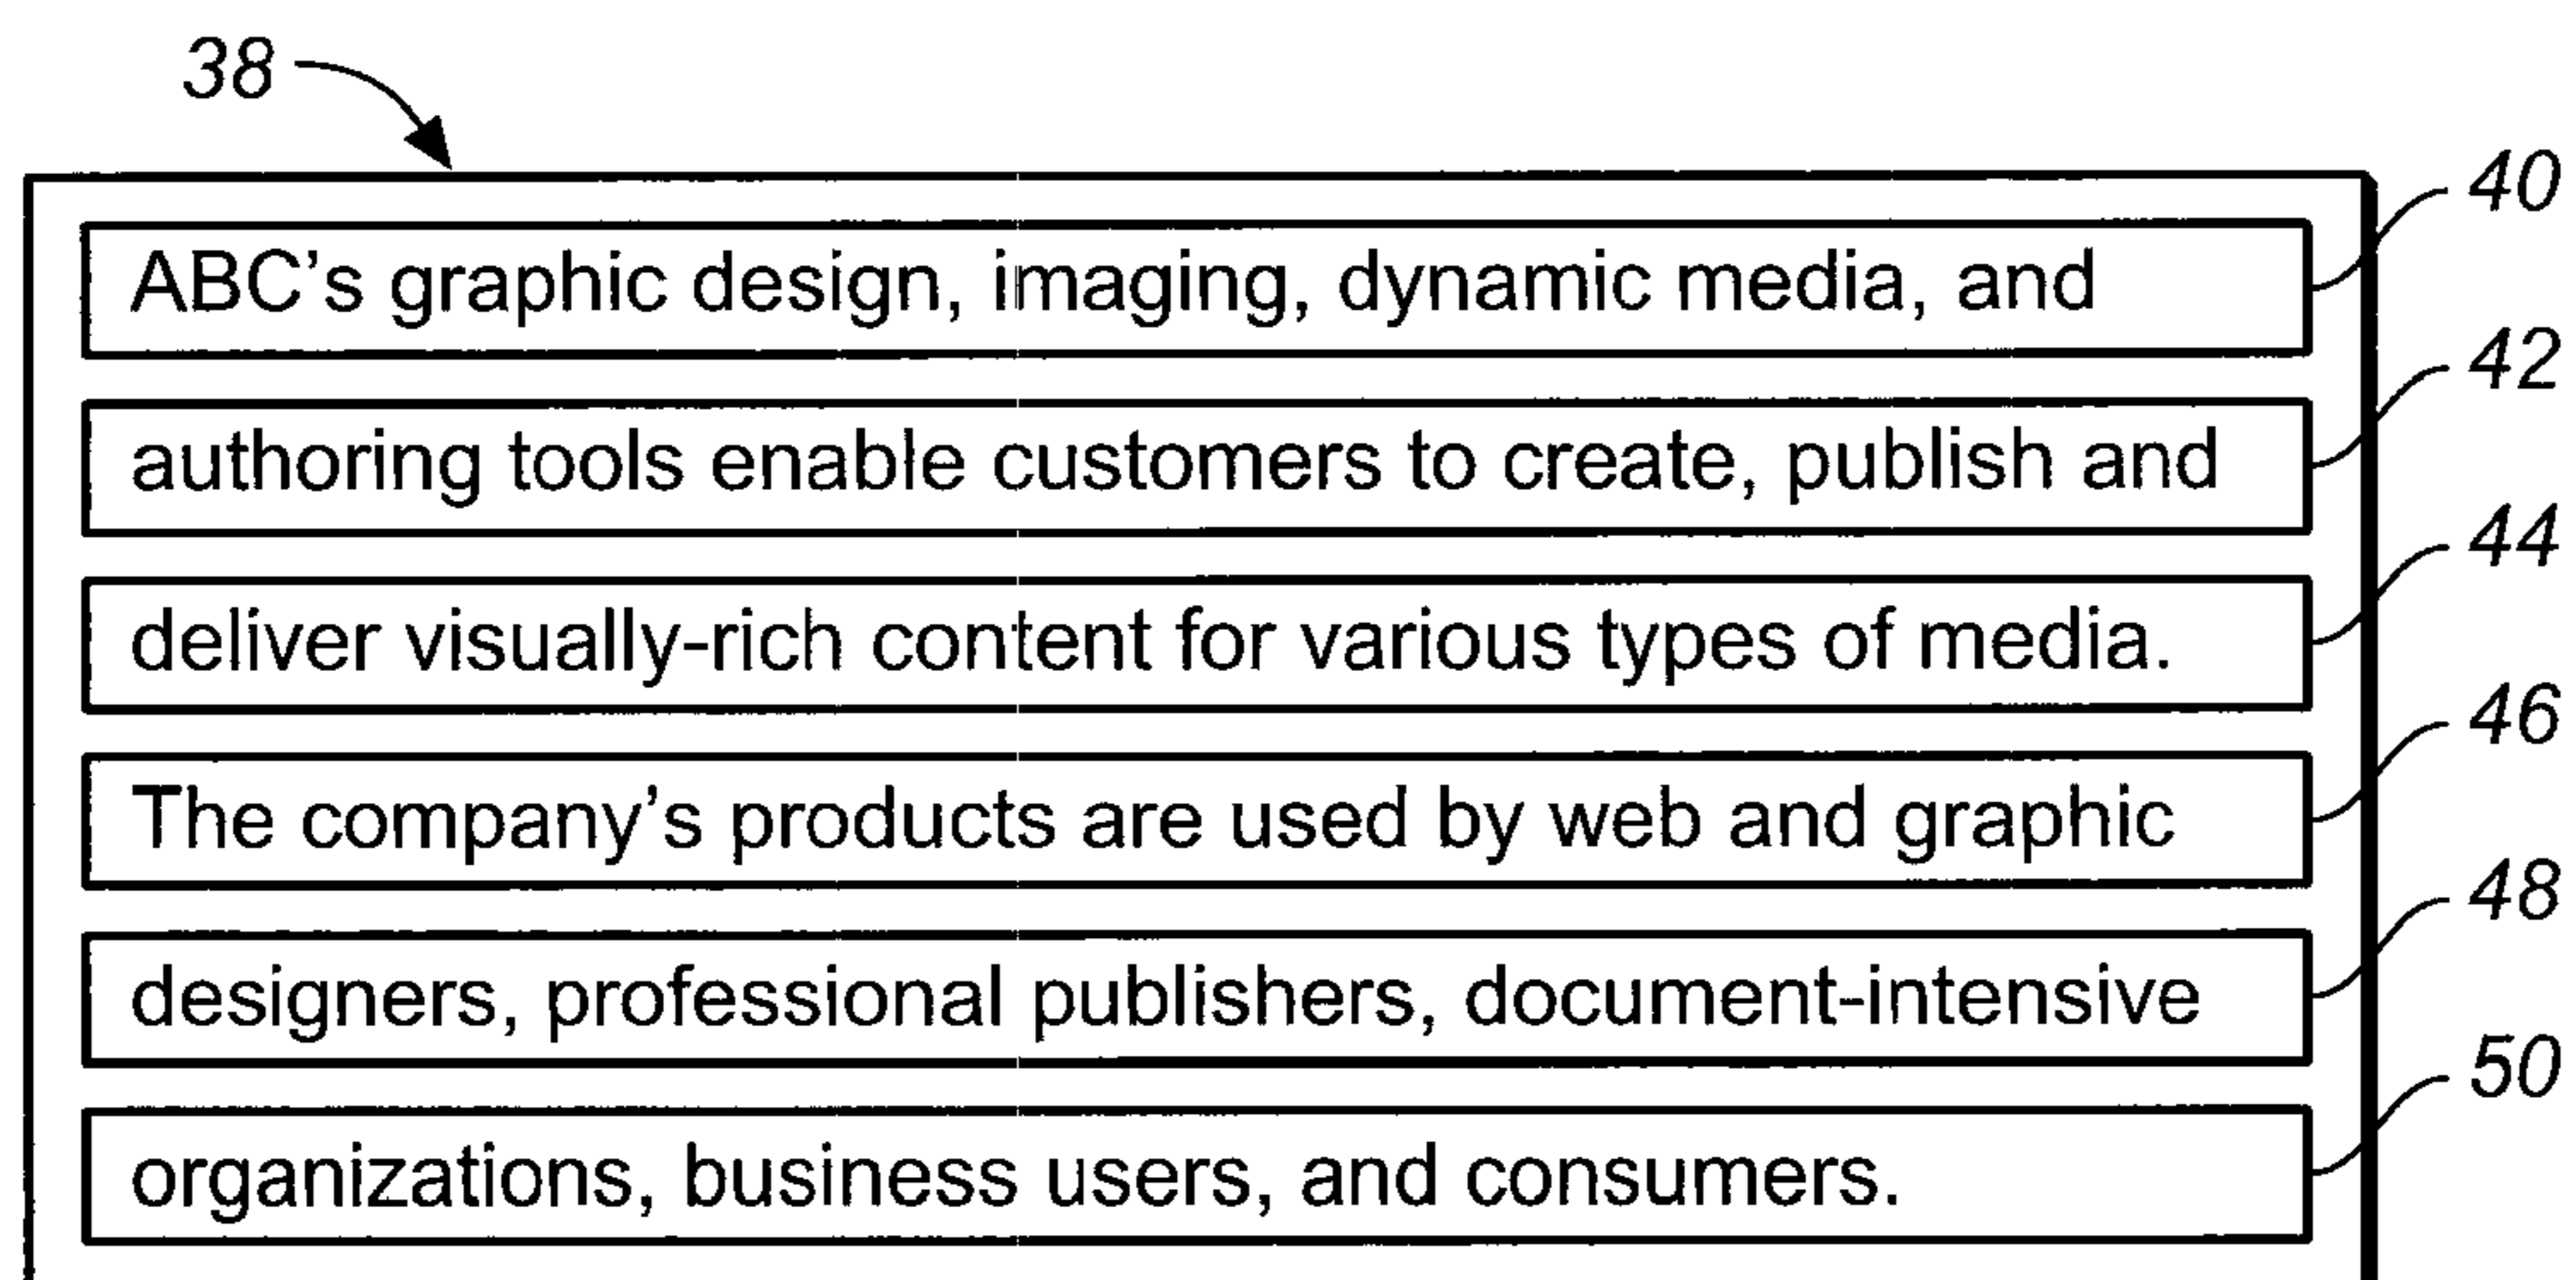 38
40
ABC’s graphic design, imaging, dynamic media, and
42
authoring tools enable customers to create, publish and
44
deliver visually-rich content for various types of media.
46
The company’s products are used by web and graphic
48
designers, professional publishers, document-intensive
50
organizations, business users, and consumers.